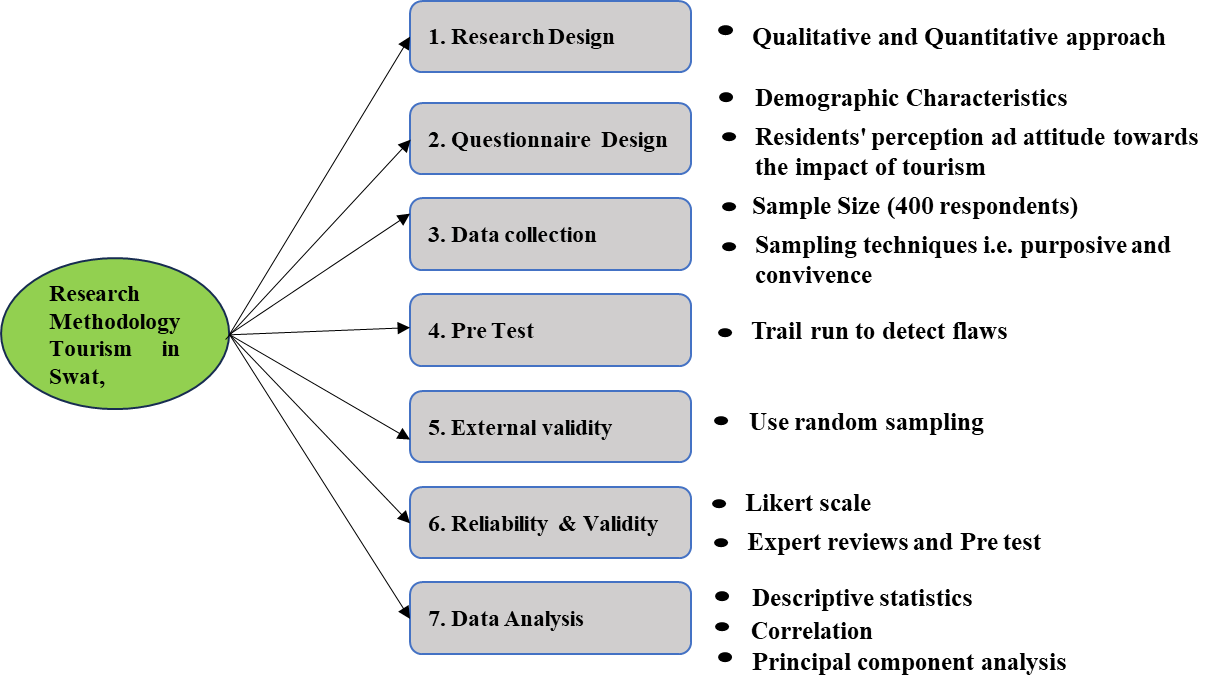 1. Research Design
Qualitative and Quantitative approach
2. Questionnaire Design
Demographic Characteristics
Residents' perception ad attitude towards
the impact of tourism
3. Data collection
Sample Size (400 respondents)
Sampling techniques i.e. purposive and
convivence
Research
Methodology
Tourism in
Swat,
4. Pre Test
Trail run to detect flaws
5. External validity
Use random sampling
6. Reliability & Validity
Likert scale
Expert reviews and Pre test
7. Data Analysis
Descriptive statistics
Correlation
Principal component analysis